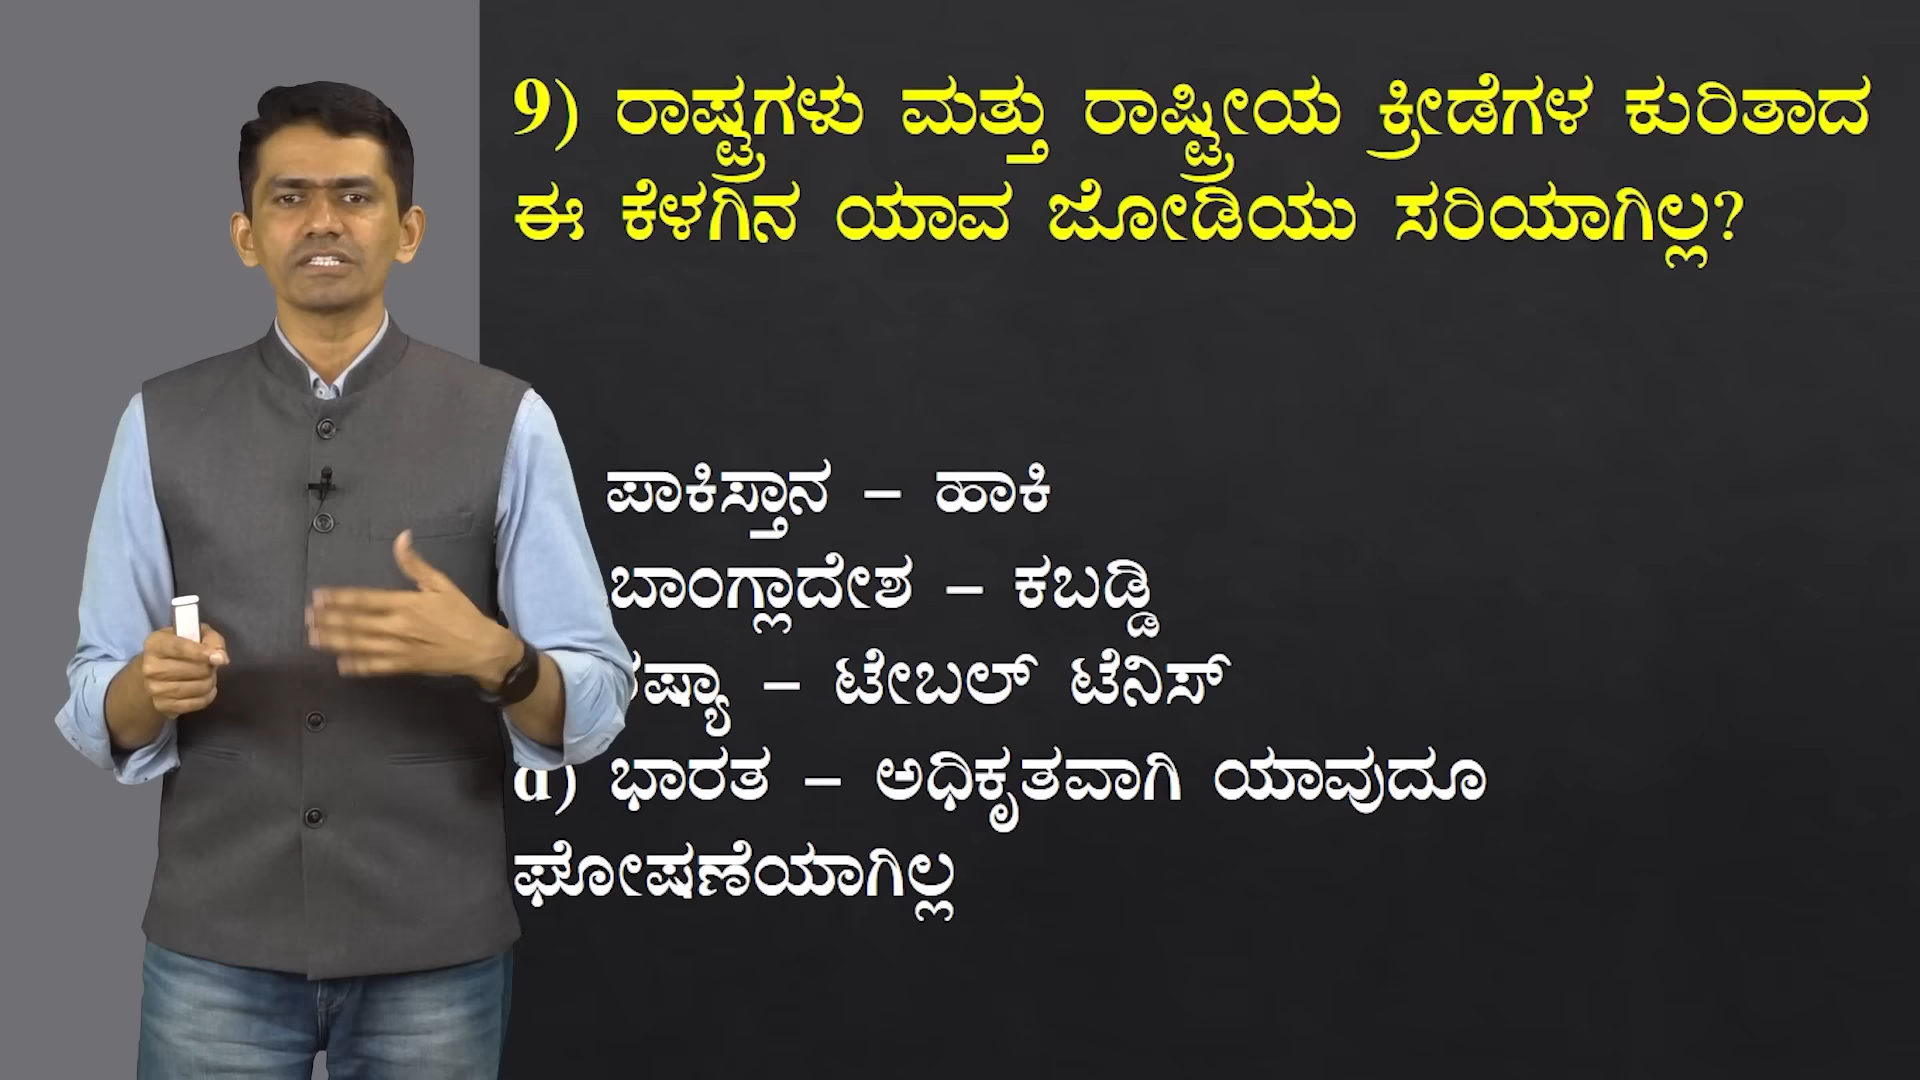 9) ರಾಷ್ಟ್ರಗಳು ಮತ್ತು ರಾಷ್ಟ್ರೀಯ ಕ್ರೀಡೆಗಳ ಕುರಿತಾದ
ಈ ಕೆಳಗಿನ ಯಾವ ಜೋಡಿಯು ಸರಿಯಾಗಿಲ್ಲ?
ಪಾಕಿಸ್ತಾನ – ಹಾಕಿ
ಬಾಂಗ್ಲಾದೇಶ – ಕಬಡ್ಡಿ
– ಟೇಬಲ್ ಟೆನಿಸ್
d) ಭಾರತ – ಅಧಿಕೃತವಾಗಿ ಯಾವುದೂ
ಘೋಷಣೆಯಾಗಿಲ್ಲ